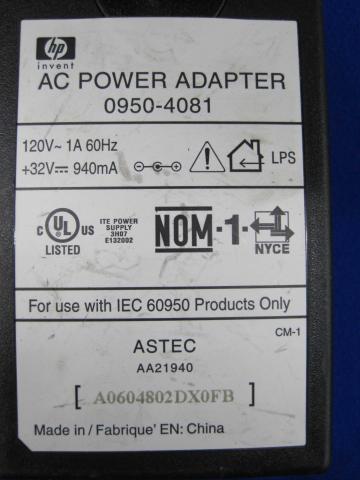 hp
invent
AC POWER ADAPTER
0950-4081
120V~ 1A 60Hz
+32V⎓ 940mA
LPS
c UL US
LISTED
ITE POWER
SUPPLY
3H07
E132002
NOM-1-
NYCE
For use with IEC 60950 Products Only
CM-1
ASTEC
AA21940
[ A0604802DX0FB ]
Made in / Fabrique' EN: China